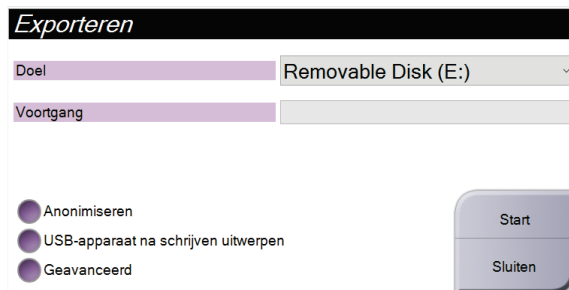 Exporteren
Doel
Removable Disk (E:)
Voortgang
Anonimiseren
USB-apparaat na schrijven uitwerpen
Geavanceerd
Start
Sluiten